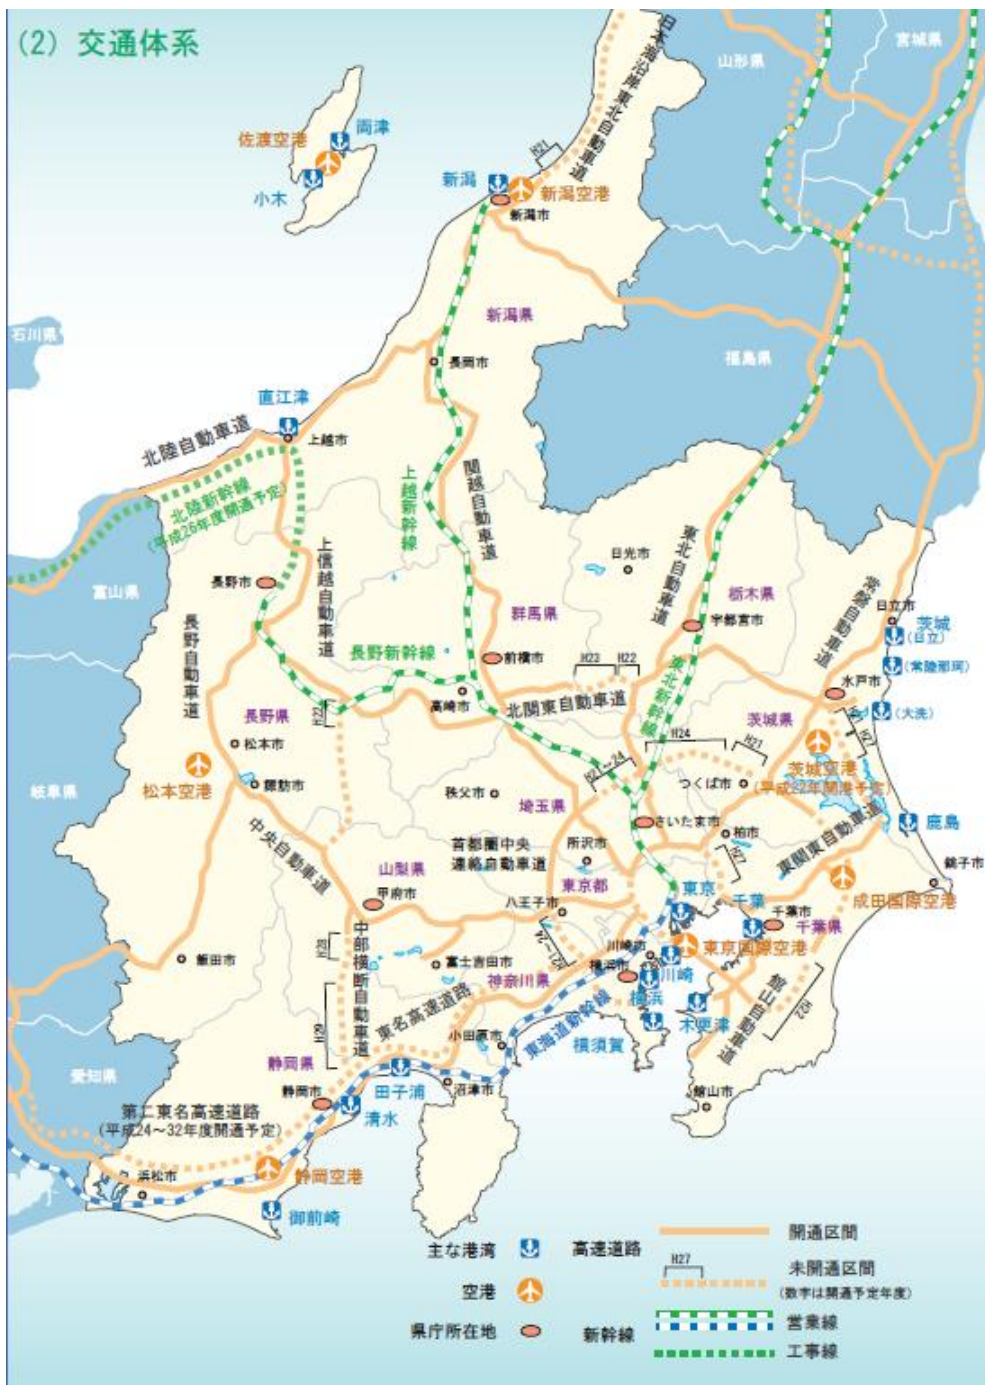 (2) 交通体系
日本海沿岸東北自動車道
宮城県
山形県
両津
佐渡空港
小木
H21
新潟
新潟空港
新潟市
石川県
新潟県
福島県
長岡市
直江津
上越市
北陸自動車道
北陸新幹線
(平成26年度開通予定)
上越新幹線
関越自動車道
上信越自動車道
東北自動車道
日光市
富山県
長野市
栃木県
常磐自動車道
日立市
茨城
(日立)
群馬県
宇都宮市
長野自動車道
長野新幹線
前橋市
H23
H22
東北新幹線
(常陸那珂)
水戸市
高崎市
北関東自動車道
長野県
H22
茨城県
(大洗)
H24
H21
H27
松本市
松本空港
諏訪市
岐阜県
茨城空港
(平成22年開港予定)
つくば市
H21~24
秩父市
埼玉県
さいたま市
柏市
鹿島
中央自動車道
首都圏中央
連絡自動車道
所沢市
東関東自動車道
銚子市
山梨県
甲府市
東京都
八王子市
東京
千葉
千葉市
千葉県
成田国際空港
飯田市
中部横断自動車道
富士吉田市
神奈川県
川崎市
東京国際空港
横浜市
川崎
横浜
木更津
H29
東名高速道路
小田原市
東海道新幹線
横須賀
館山自動車道
館山市
愛知県
静岡県
静岡市
田子浦
沼津市
清水
第二東名高速道路
(平成24~32年度開通予定)
浜松市
静岡空港
御前崎
主な港湾
高速道路
開通区間
H27
未開通区間
(数字は開通予定年度)
空港
県庁所在地
新幹線
営業線
工事線